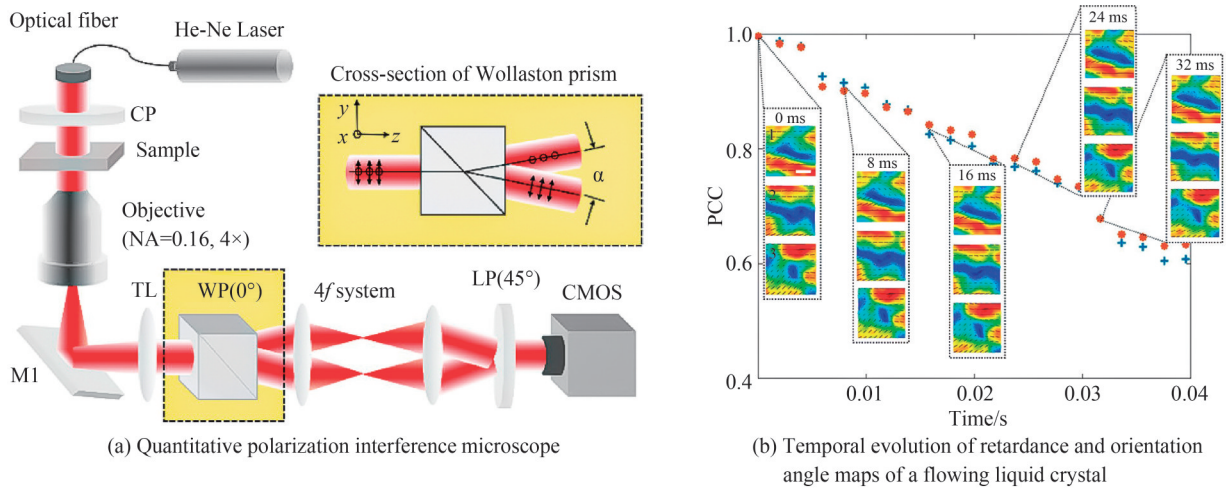 Optical fiber
He-Ne Laser
CP
Sample
Objective
(NA=0.16, 4×)
M1
TL
WP(0°)
4f system
LP(45°)
CMOS
Cross-section of Wollaston prism
y
x
z
α
(a) Quantitative polarization interference microscope
PCC
1.0
0.8
0.6
0.4
0.01
0.02
0.03
0.04
Time/s
0 ms
1
2
3
8 ms
16 ms
24 ms
32 ms
(b) Temporal evolution of retardance and orientation
angle maps of a flowing liquid crystal